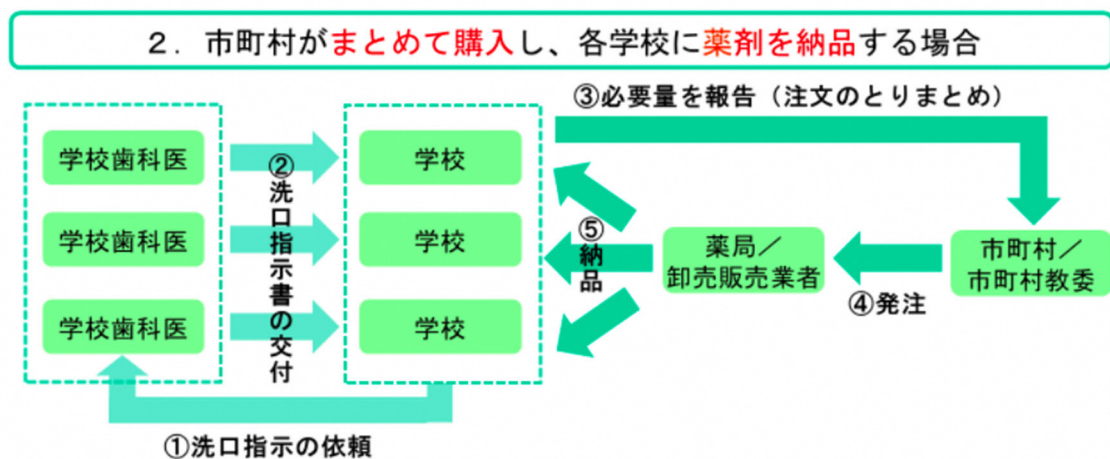 2．市町村がまとめて購入し、各学校に薬剤を納品する場合
③必要量を報告（注文のとりまとめ）
学校歯科医
学校歯科医
学校歯科医
②洗口指示書の交付
学校
学校
学校
⑤納品
薬局／
卸売販売業者
④発注
市町村／
市町村教委
①洗口指示の依頼